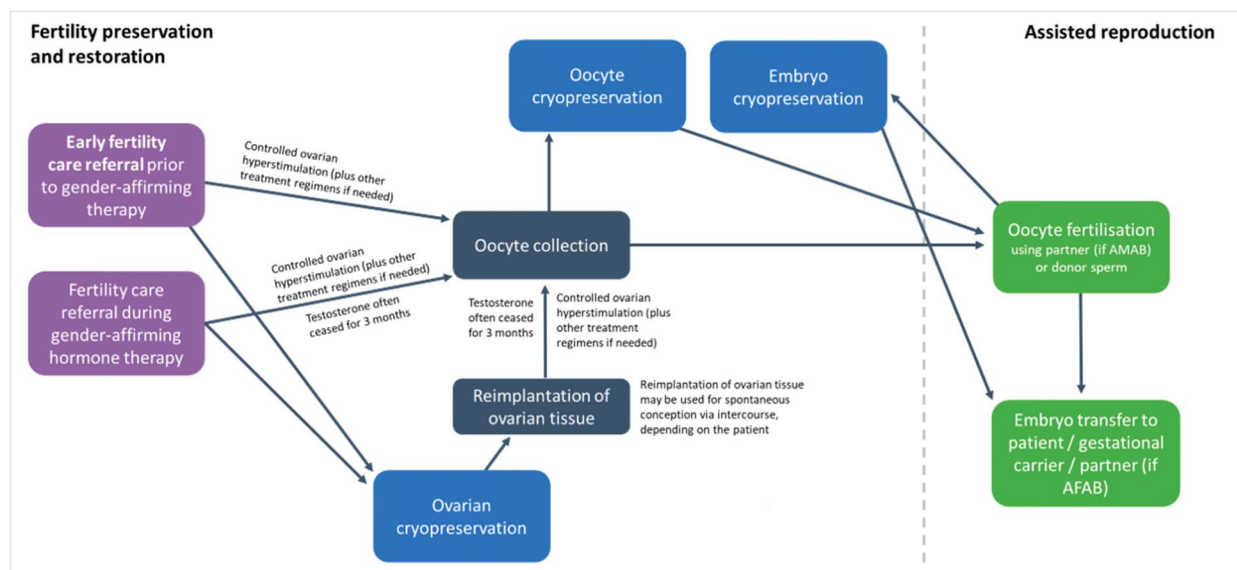 Fertility preservation
and restoration
Assisted reproduction
Oocyte
cryopreservation
Embryo
cryopreservation
Early fertility
care referral prior
to gender-affirming
therapy
Controlled ovarian
hyperstimulation (plus other
treatment regimens if needed)
Oocyte collection
Oocyte fertilisation
using partner (if AMAB)
or donor sperm
Fertility care
referral during
gender-affirming
hormone therapy
Controlled ovarian
hyperstimulation (plus other
treatment regimens if needed)
Testosterone often
ceased for 3 months
Testosterone
often ceased
for 3 months
Controlled ovarian
hyperstimulation (plus
other treatment
regimens if needed)
Reimplantation of
ovarian tissue
Reimplantation of ovarian tissue
may be used for spontaneous
conception via intercourse,
depending on the patient
Embryo transfer to
patient / gestational
carrier / partner (if
AFAB)
Ovarian
cryopreservation